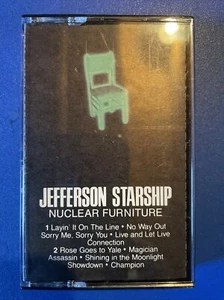 JEFFERSON STARSHIP
NUCLEAR FURNITURE
1 Layin' It On The Line • No Way Out
Sorry Me, Sorry You • Live and Let Live
Connection
2 Rose Goes to Yale • Magician
Assassin • Shining in the Moonlight
Showdown • Champion